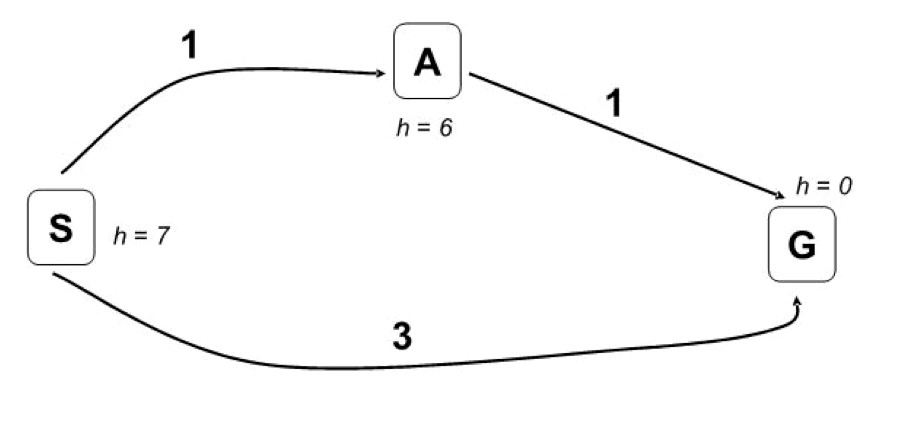 1
A
1
h = 6
h = 0
S
h = 7
G
3